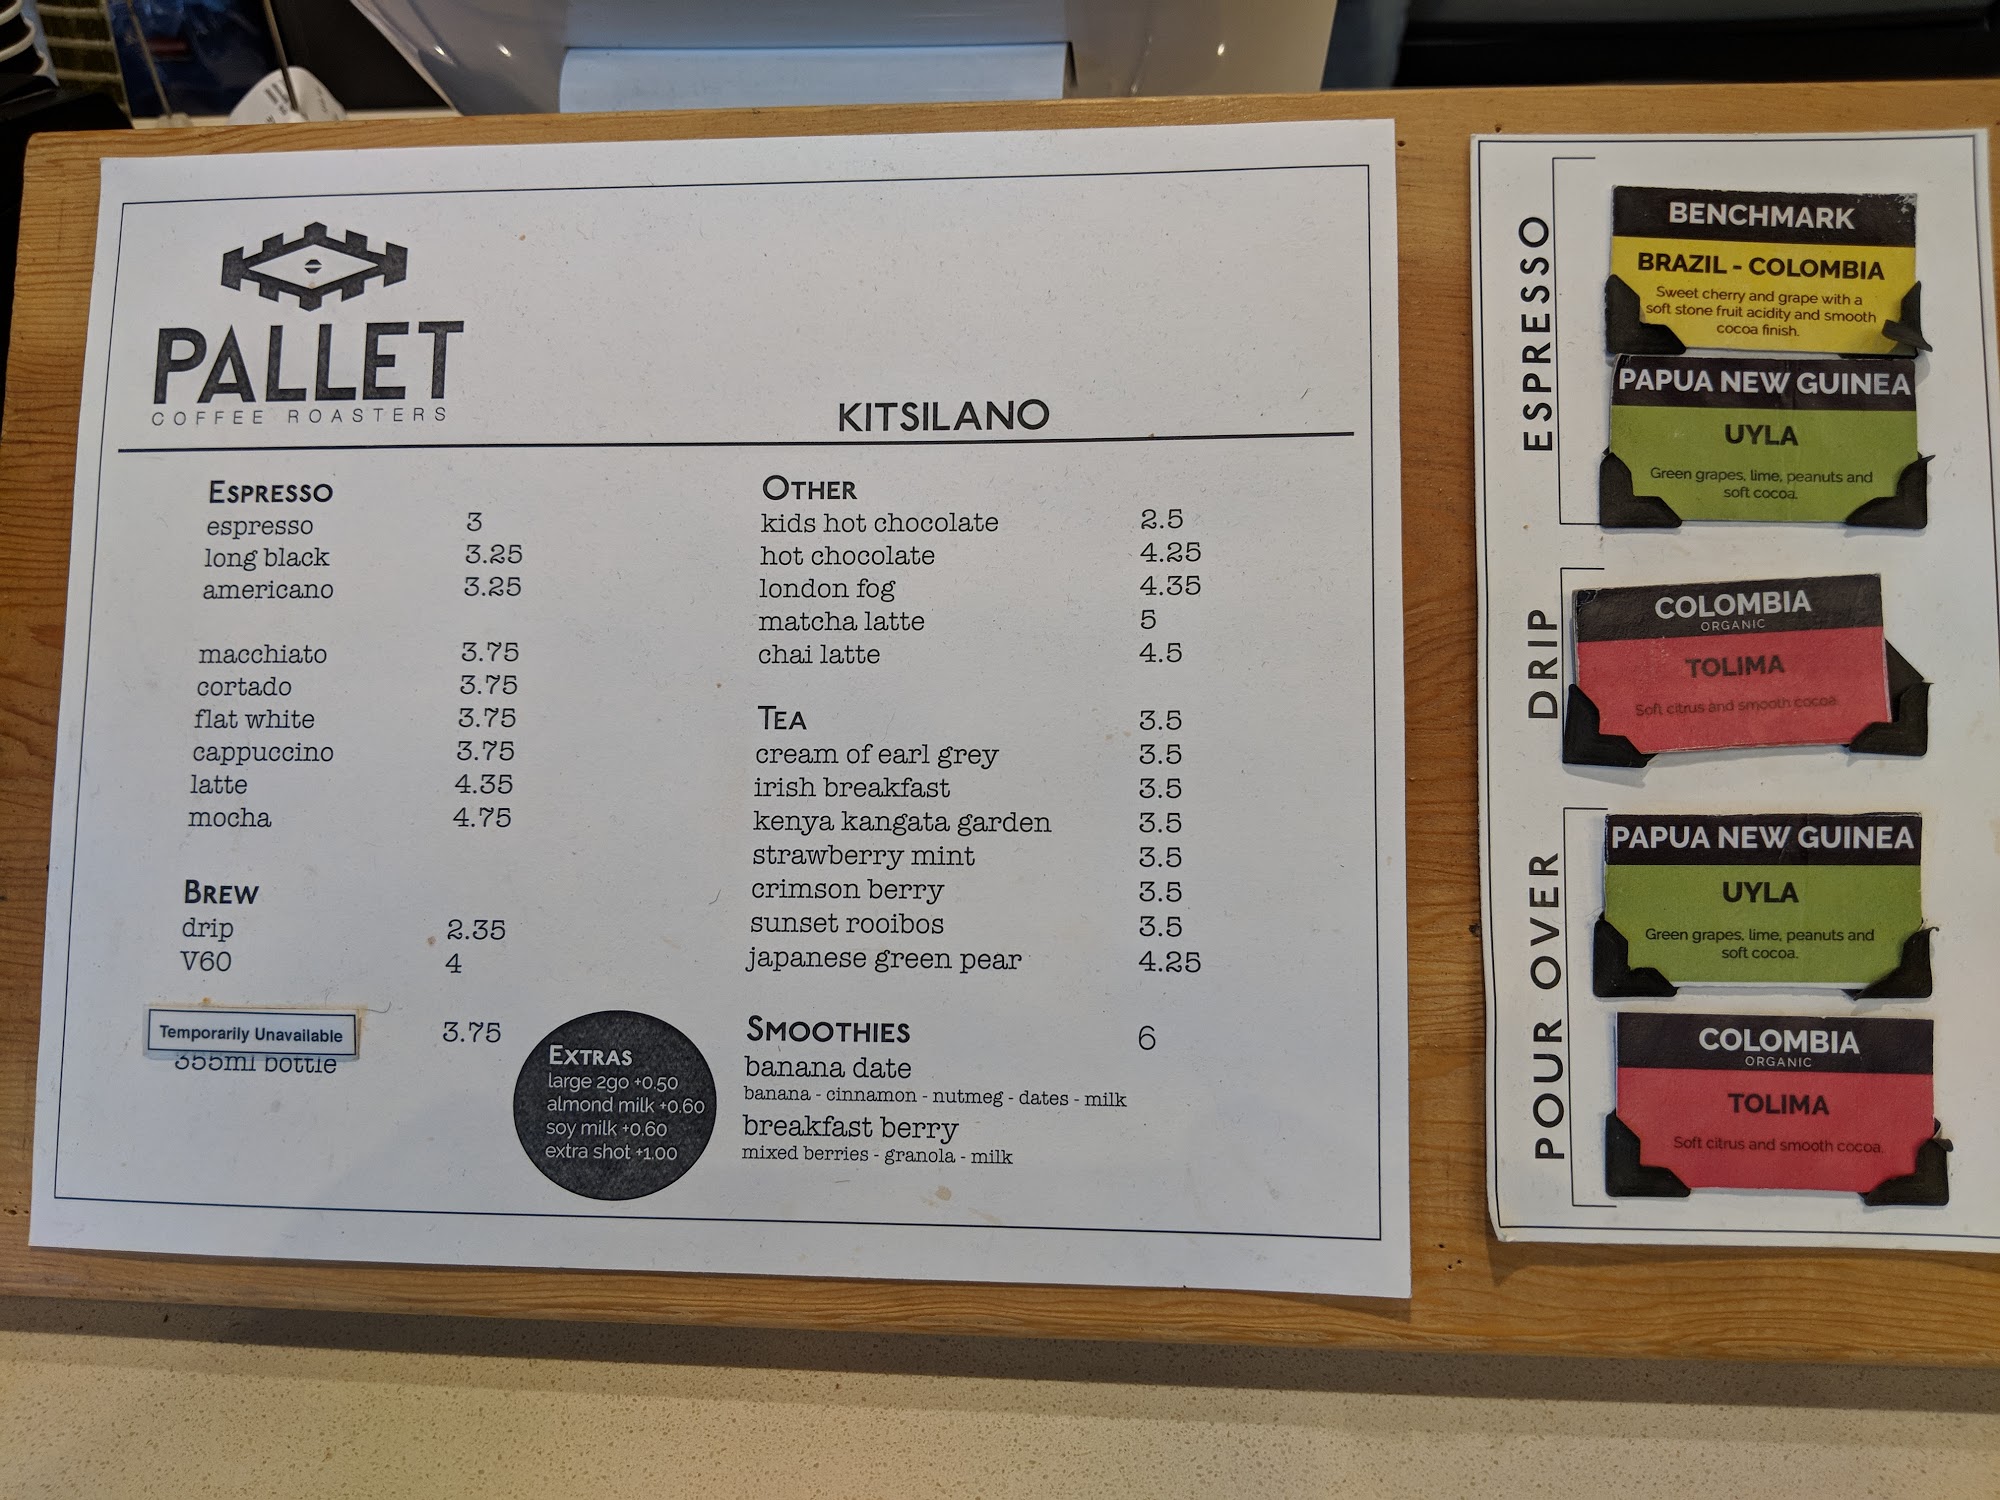 PALLET
COFFEE ROASTERS
KITSILANO
ESPRESSO
espresso 3
long black 3.25
americano 3.25
macchiato 3.75
cortado 3.75
flat white 3.75
cappuccino 3.75
latte 4.35
mocha 4.75
BREW
drip 2.35
V60 4
Temporarily Unavailable 3.75
355ml bottle
EXTRAS
large 2go +0.50
almond milk +0.60
soy milk +0.60
extra shot +1.00
OTHER
kids hot chocolate 2.5
hot chocolate 4.25
london fog 4.35
matcha latte 5
chai latte 4.5
TEA 3.5
cream of earl grey 3.5
irish breakfast 3.5
kenya kangata garden 3.5
strawberry mint 3.5
crimson berry 3.5
sunset rooibos 3.5
japanese green pear 4.25
SMOOTHIES 6
banana date
banana - cinnamon - nutmeg - dates - milk
breakfast berry
mixed berries - granola - milk
ESPRESSO
BENCHMARK
BRAZIL - COLOMBIA
Sweet cherry and grape with a
soft stone fruit acidity and smooth
cocoa finish.
PAPUA NEW GUINEA
UYLA
Green grapes, lime, peanuts and
soft cocoa.
DRIP
COLOMBIA
ORGANIC
TOLIMA
Soft citrus and smooth cocoa.
POUR OVER
PAPUA NEW GUINEA
UYLA
Green grapes, lime, peanuts and
soft cocoa.
COLOMBIA
ORGANIC
TOLIMA
Soft citrus and smooth cocoa.